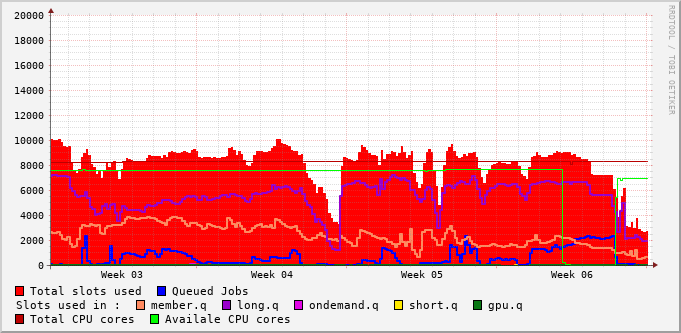 RRDTOOL / TOBI OETIKER
20000
18000
16000
14000
12000
10000
8000
6000
4000
2000
0
Week 03 Week 04 Week 05 Week 06
Total slots used Queued Jobs
Slots used in : member.q long.q ondemand.q short.q gpu.q
Total CPU cores Availale CPU cores